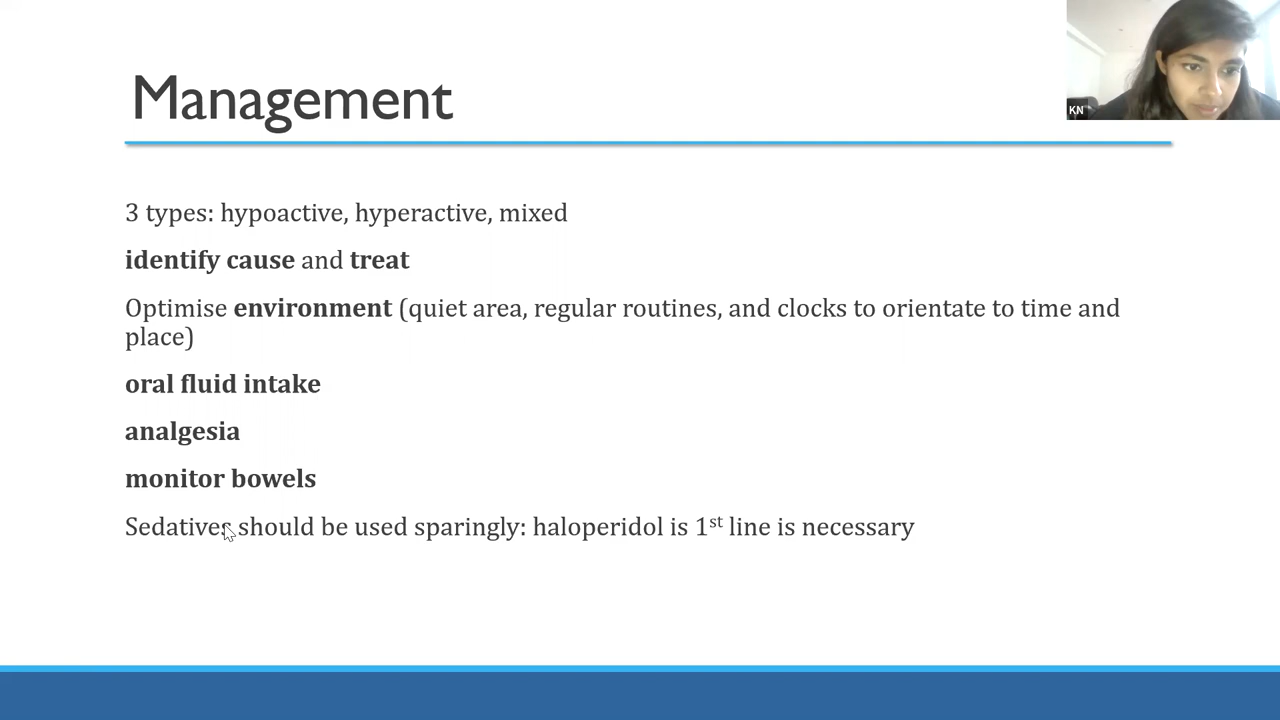 KN
Management
3 types: hypoactive, hyperactive, mixed
identify cause and treat
Optimise environment (quiet area, regular routines, and clocks to orientate to time and
place)
oral fluid intake
analgesia
monitor bowels
Sedatives should be used sparingly: haloperidol is 1st line is necessary